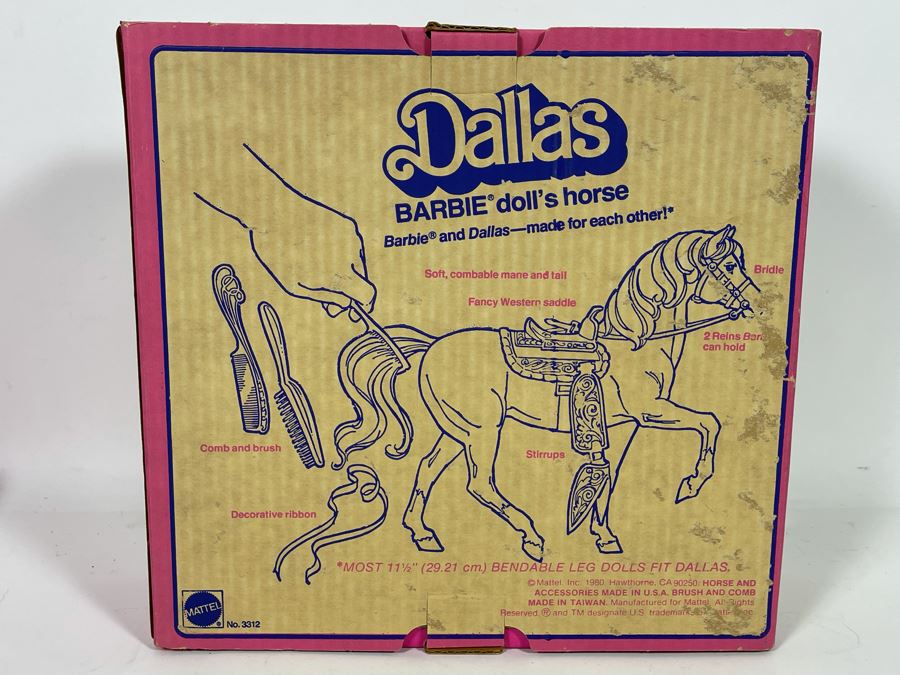 Dallas
BARBIE® doll's horse
Barbie® and Dallas—made for each other!*
Soft, combable mane and tail
Bridle
Fancy Western saddle
2 Reins
can hold
Comb and brush
Stirrups
Decorative ribbon
*MOST 11½" (29.21 cm.) BENDABLE LEG DOLLS FIT DALLAS.
©Mattel, Inc. 1980. Hawthorne, CA 90250. HORSE AND
ACCESSORIES MADE IN U.S.A. BRUSH AND COMB
MADE IN TAIWAN. Manufactured for Mattel. All Rights
Reserved. ® and TM designate U.S. trademarks
MATTEL®
No. 3312